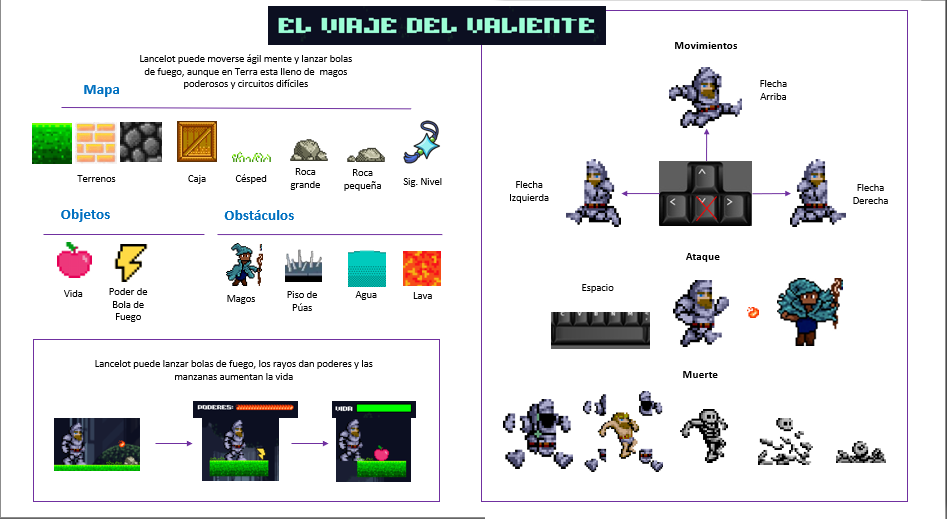 EL VIAJE DEL VALIENTE
Lancelot puede moverse ágil mente y lanzar bolas
de fuego, aunque en Terra esta lleno de magos
poderosos y circuitos difíciles
Mapa
Terrenos
Caja
Césped
Roca
grande
Roca
pequeña
Sig. Nivel
Objetos
Vida
Poder de
Bola de
Fuego
Obstáculos
Magos
Piso de
Púas
Agua
Lava
Lancelot puede lanzar bolas de fuego, los rayos dan poderes y las
manzanas aumentan la vida
PODERES:
VIDA
Movimientos
Flecha
Arriba
Flecha
Izquierda
Flecha
Derecha
Ataque
Espacio
C V B N M
Muerte